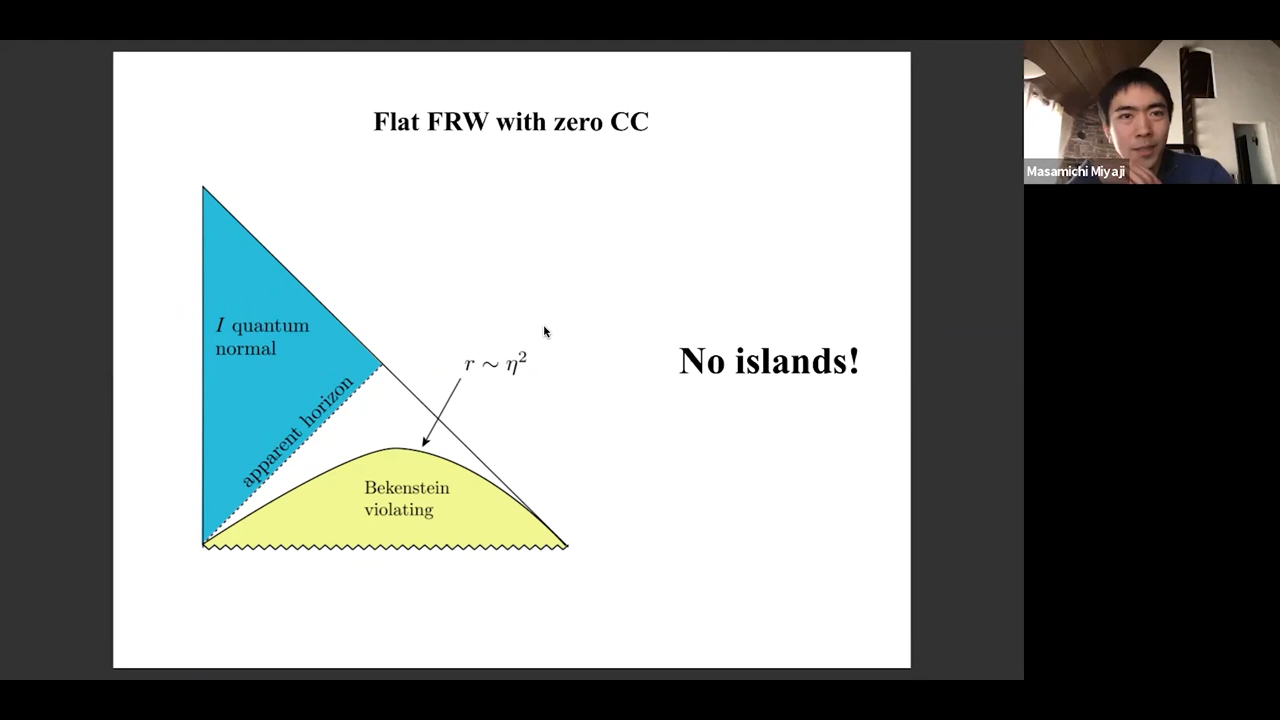 Flat FRW with zero CC
Masamichi Miyaji
I quantum
normal
r ∼ η²
No islands!
apparent horizon
Bekenstein
violating